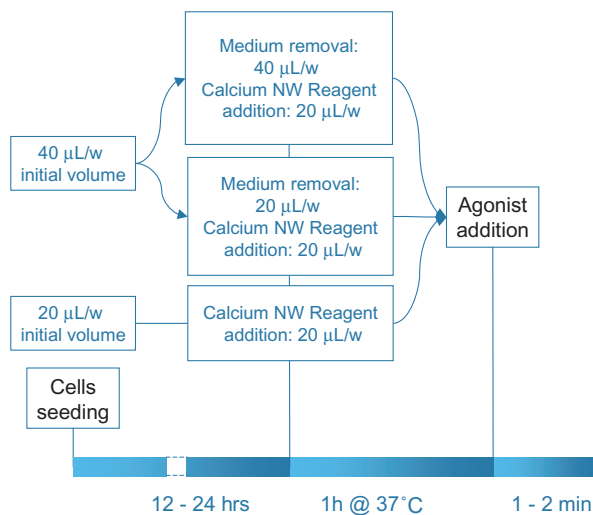 Medium removal:
40 μL/w
Calcium NW Reagent
addition: 20 μL/w
40 μL/w
initial volume
Medium removal:
20 μL/w
Calcium NW Reagent
addition: 20 μL/w
Agonist
addition
20 μL/w
initial volume
Calcium NW Reagent
addition: 20 μL/w
Cells
seeding
12 - 24 hrs
1h @ 37˚C
1 - 2 min